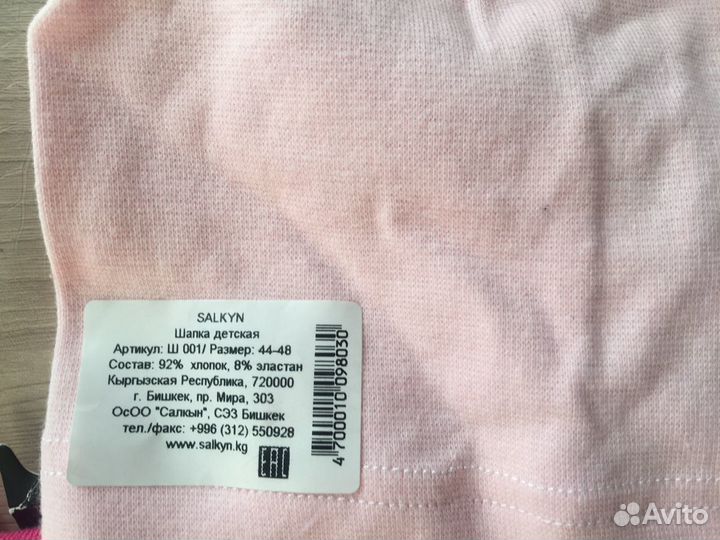 SALKYN
Шапка детская
Артикул: Ш 001/ Размер: 44-48
Состав: 92% хлопок, 8% эластан
Кыргызская Республика, 720000
г. Бишкек, пр. Мира, 303
ОсОО "Салкын", СЭЗ Бишкек
тел./факс: +996 (312) 550928
www.salkyn.kg
EAC
4700010098030
Avito